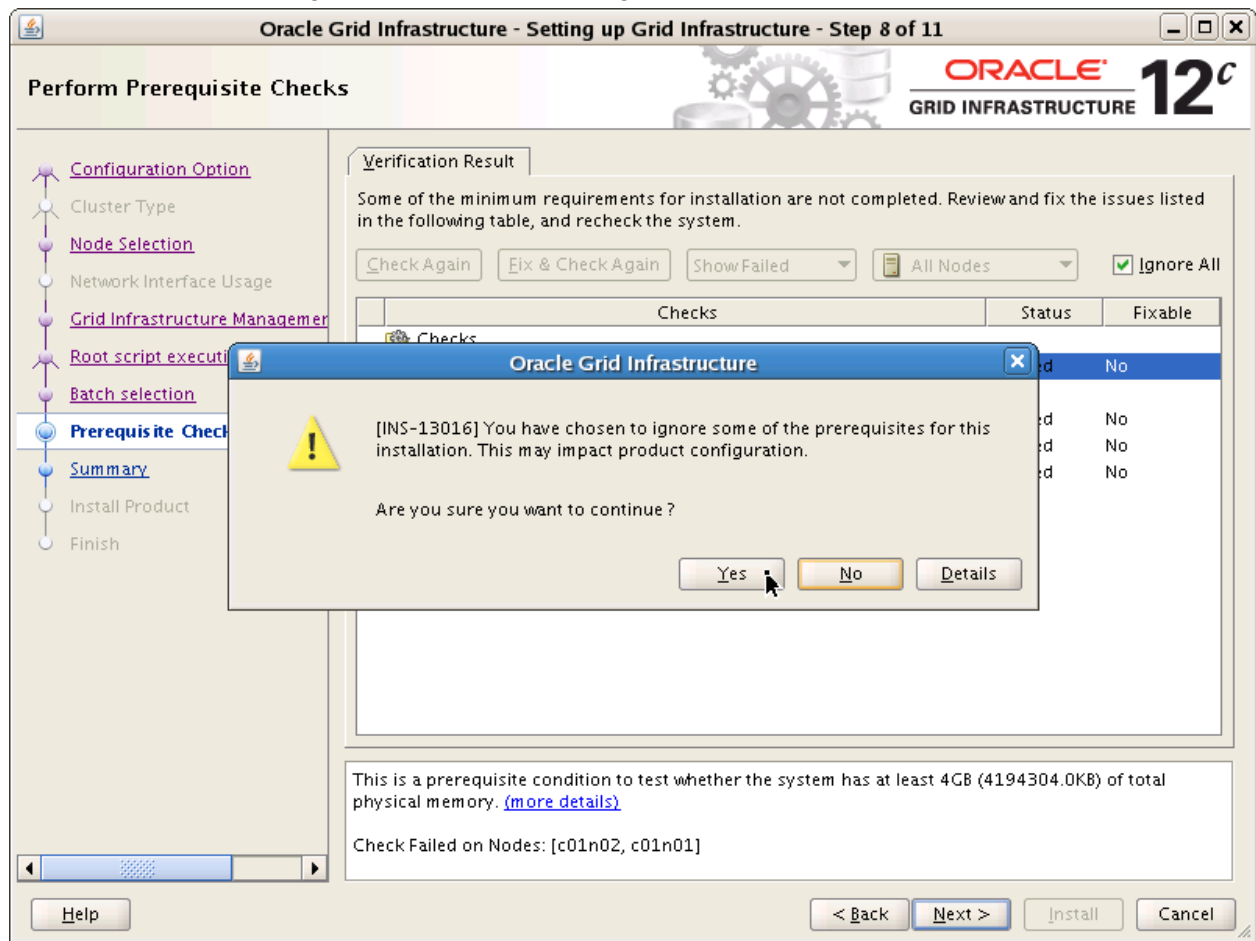 Oracle Grid Infrastructure - Setting up Grid Infrastructure - Step 8 of 11
Perform Prerequisite Checks
ORACLE
GRID INFRASTRUCTURE 12c
Configuration Option
Cluster Type
Node Selection
Network Interface Usage
Grid Infrastructure Managemer
Root script executi
Batch selection
Prerequisite Check
Summary
Install Product
Finish
Verification Result
Some of the minimum requirements for installation are not completed. Review and fix the issues listed
in the following table, and recheck the system.
Check Again Fix & Check Again Show Failed All Nodes Ignore All
Checks Status Fixable
Checks
ed No
ed No
ed No
ed No
Oracle Grid Infrastructure
[INS-13016] You have chosen to ignore some of the prerequisites for this
installation. This may impact product configuration.
Are you sure you want to continue ?
Yes No Details
This is a prerequisite condition to test whether the system has at least 4GB (4194304.0KB) of total
physical memory. (more details)
Check Failed on Nodes: [c01n02, c01n01]
Help < Back Next > Install Cancel